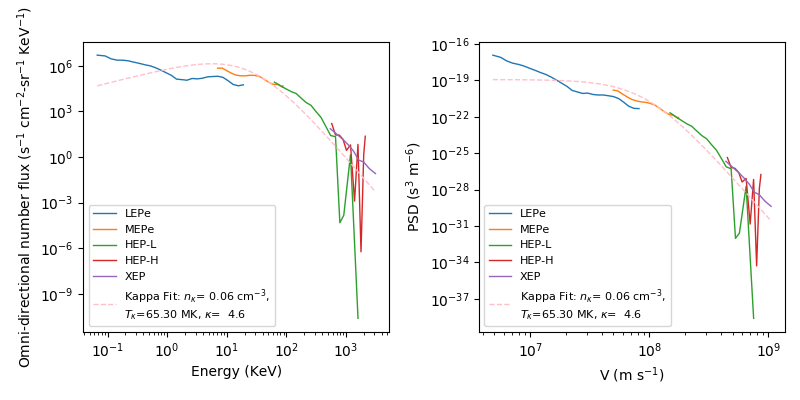 Omni-directional number flux (s⁻¹ cm⁻²-sr⁻¹ KeV⁻¹)
10⁶
10³
10⁰
10⁻³
10⁻⁶
10⁻⁹
LEPe
MEPe
HEP-L
HEP-H
XEP
Kappa Fit: nκ= 0.06 cm⁻³,
Tκ=65.30 MK, κ= 4.6
10⁻¹ 10⁰ 10¹ 10² 10³
Energy (KeV)
PSD (s³ m⁻⁶)
10⁻¹⁶
10⁻¹⁹
10⁻²²
10⁻²⁵
10⁻²⁸
10⁻³¹
10⁻³⁴
10⁻³⁷
LEPe
MEPe
HEP-L
HEP-H
XEP
Kappa Fit: nκ= 0.06 cm⁻³,
Tκ=65.30 MK, κ= 4.6
10⁷ 10⁸ 10⁹
V (m s⁻¹)